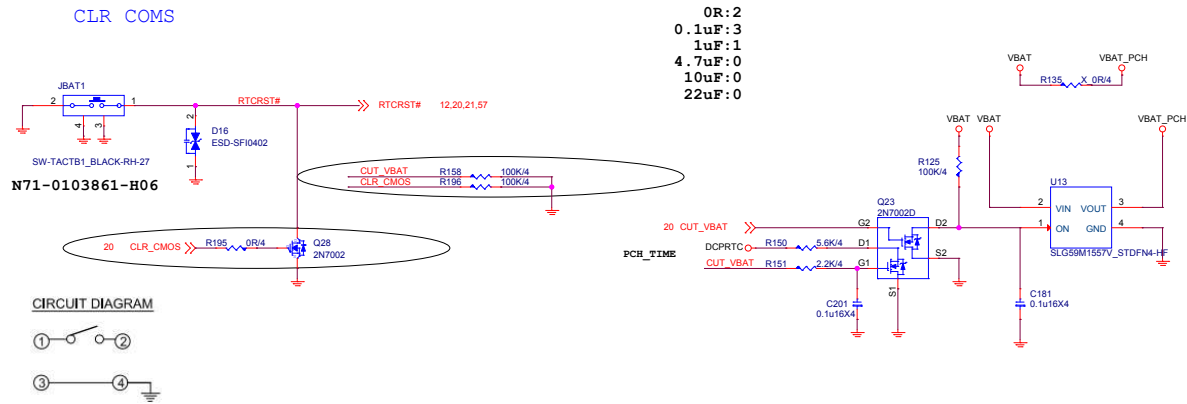 CLR COMS
0R:2
0.1uF:3
1uF:1
4.7uF:0
10uF:0
22uF:0
JBAT1
2
1
4
3
SW-TACTB1_BLACK-RH-27
N71-0103861-H06
RTCRST#
RTCRST# 12,20,21,57
2
D16
ESD-SFI0402
1
CUT_VBAT R158 100K/4
CLR_CMOS R196 100K/4
20 CLR_CMOS R195 0R/4
Q28
2N7002
CIRCUIT DIAGRAM
1 2
3 4
VBAT VBAT_PCH
R135 X_0R/4
VBAT VBAT VBAT_PCH
R125
100K/4
U13
2 VIN VOUT 3
1 ON GND 4
SLG59M1557V_STDFN4-HF
Q23
2N7002D
20 CUT_VBAT G2 D2
PCH_TIME DCPRTC R150 5.6K/4 D1
CUT_VBAT R151 2.2K/4 G1 S2
S1
C201
0.1u16X4
C181
0.1u16X4